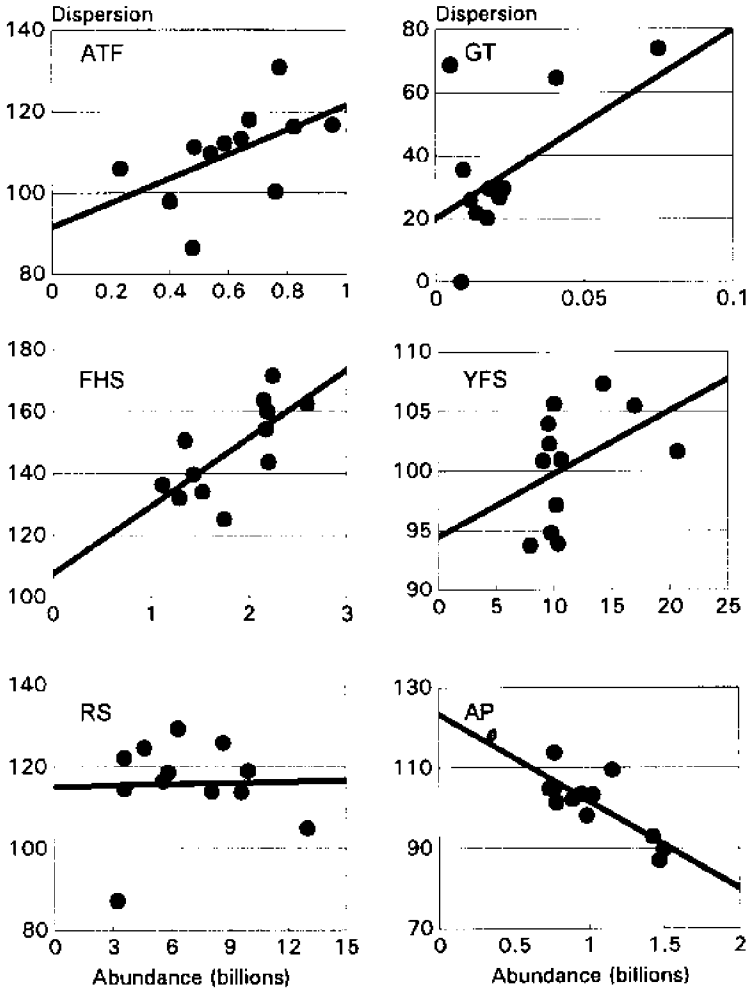 Dispersion
ATF
140
120
100
80
0 0.2 0.4 0.6 0.8 1
Dispersion
GT
80
60
40
20
0
0 0.05 0.1
FHS
180
160
140
120
100
0 1 2 3
YFS
110
105
100
95
90
0 5 10 15 20 25
RS
140
120
100
80
0 3 6 9 12 15
Abundance (billions)
AP
130
110
90
70
0 0.5 1 1.5 2
Abundance (billions)